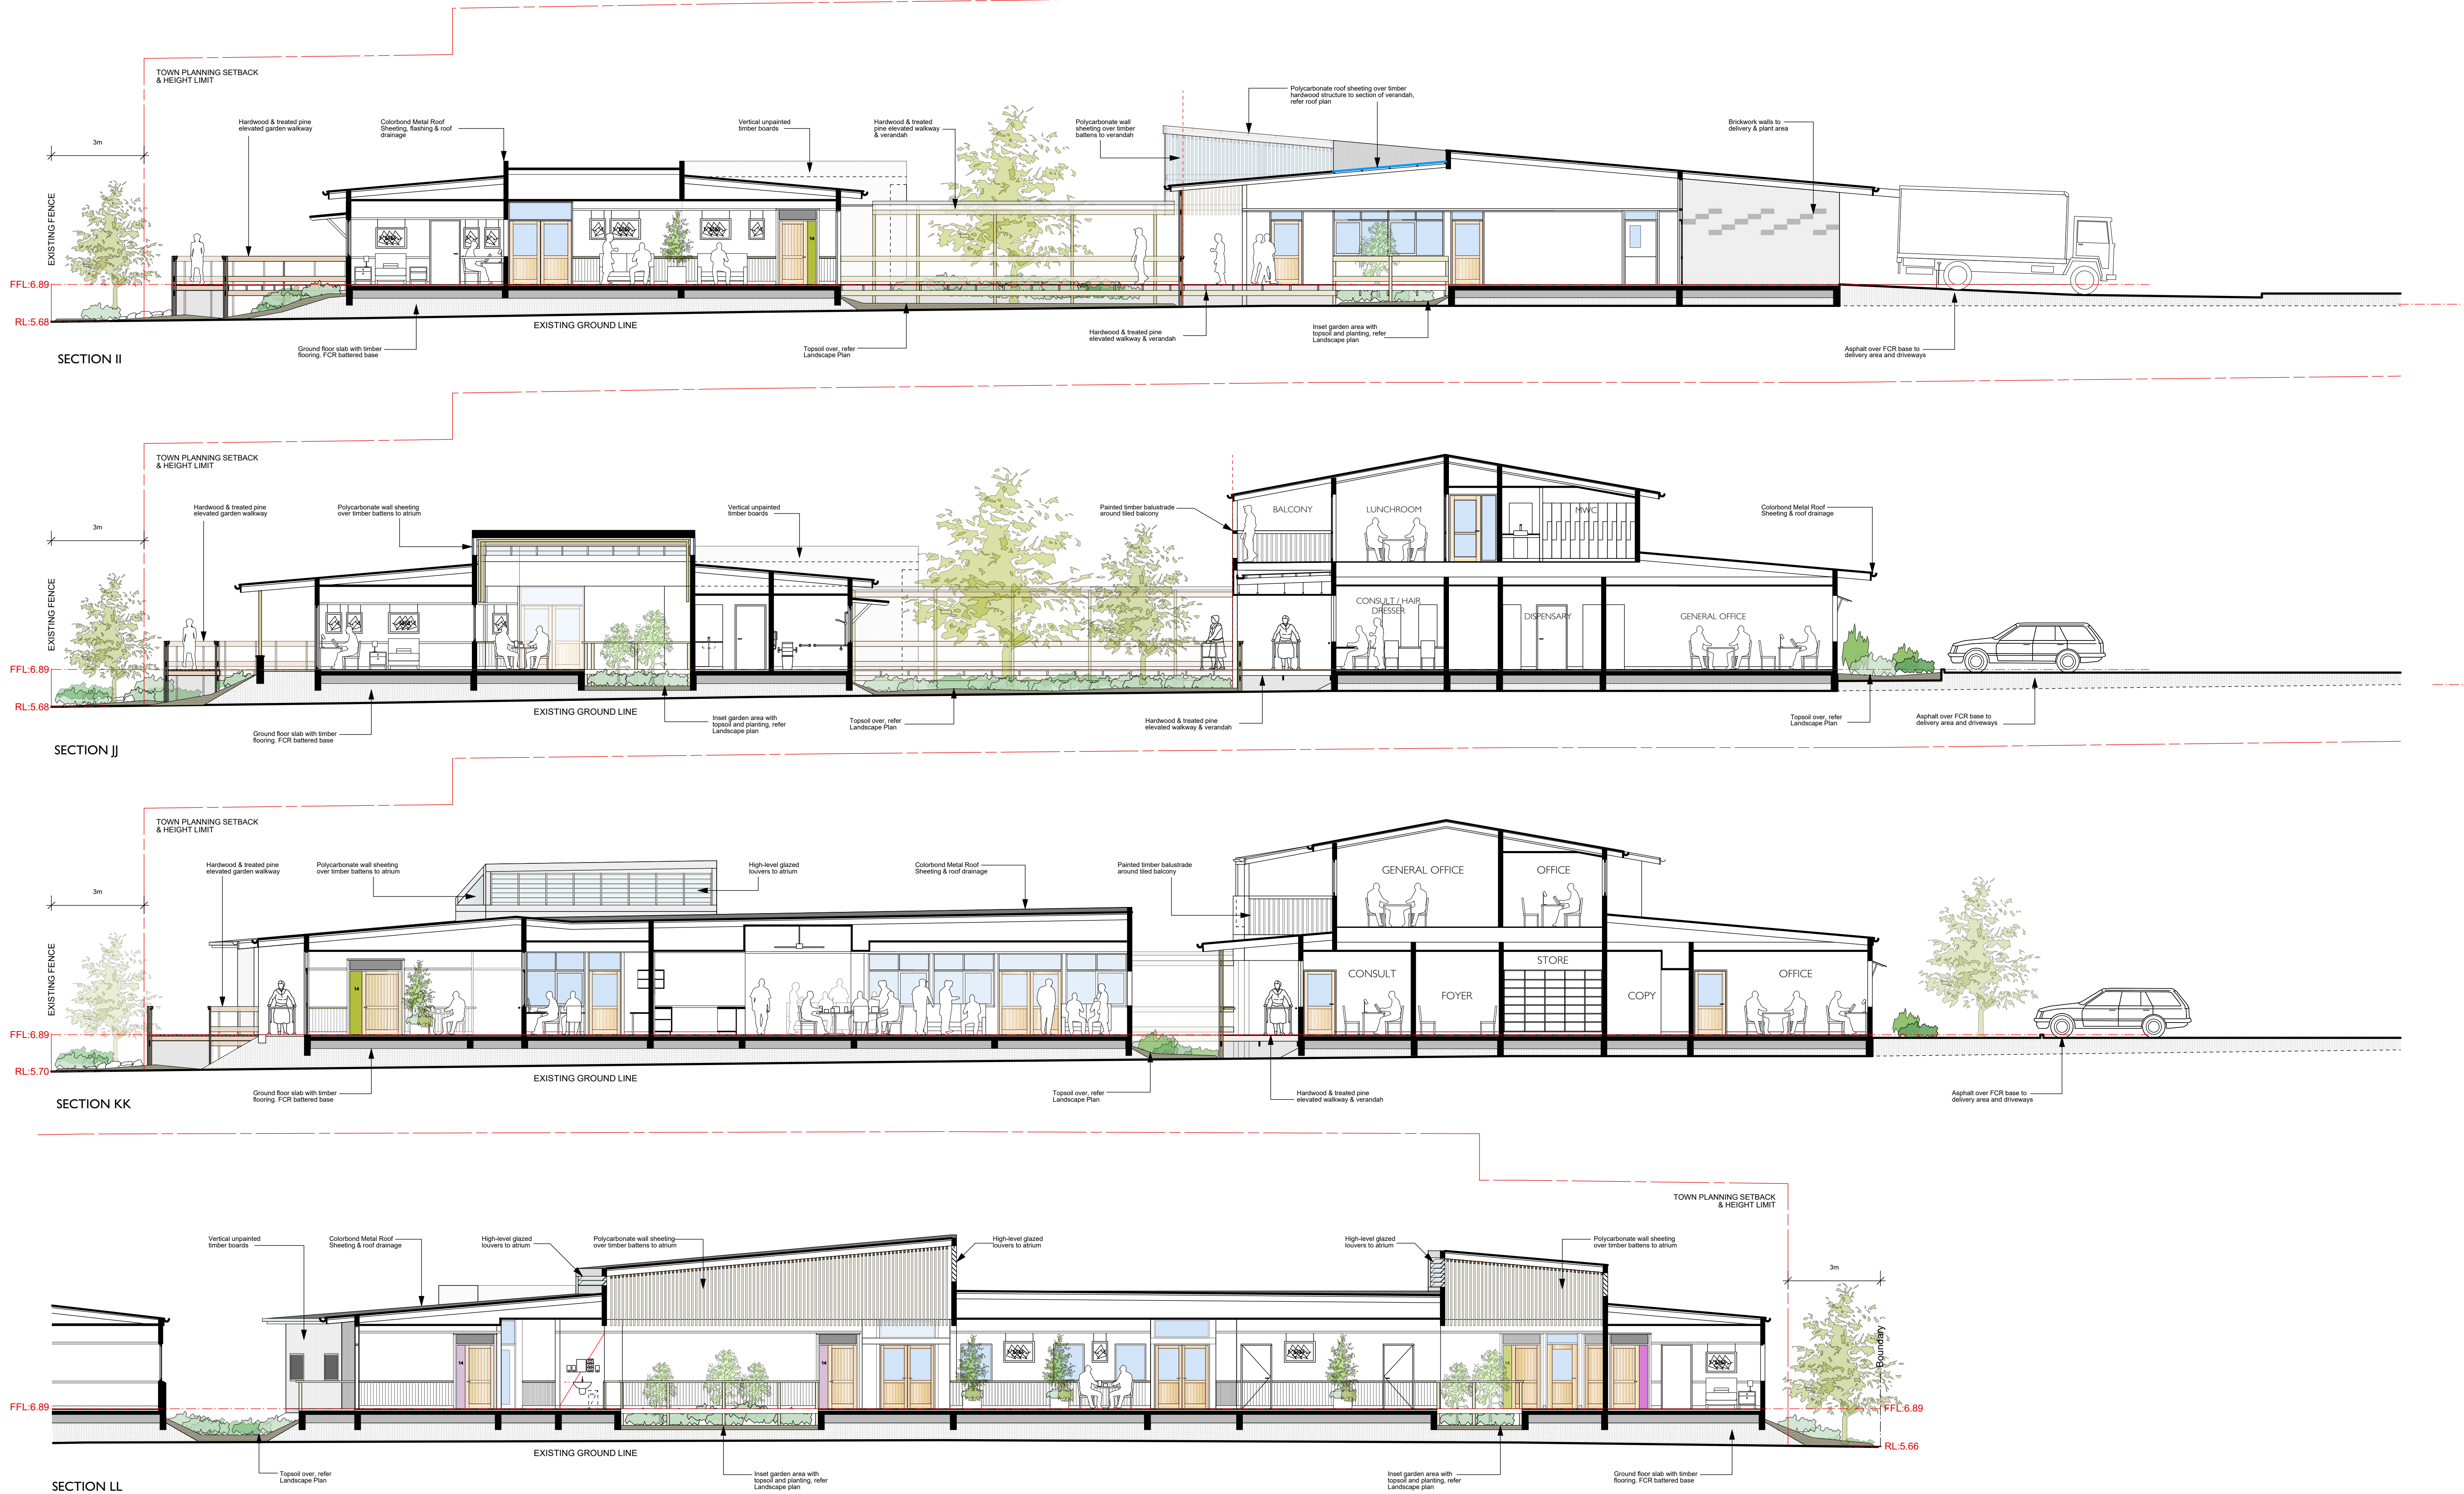 TOWN PLANNING SETBACK
& HEIGHT LIMIT
Polycarbonate roof sheeting over timber
hardwood structure to section of verandah,
refer roof plan
Hardwood & treated pine
elevated garden walkway
Colorbond Metal Roof
Sheeting, flashing & roof
drainage
Vertical unpainted
timber boards
Hardwood & treated
pine elevated walkway
& verandah
Polycarbonate wall
sheeting over timber
battens to verandah
Brickwork walls to
delivery & plant area
3m
EXISTING FENCE
14
FFL:6.89
RL:5.68
EXISTING GROUND LINE
Hardwood & treated pine
elevated walkway & verandah
Inset garden area with
topsoil and planting, refer
Landscape plan
Ground floor slab with timber
flooring. FCR battered base
Topsoil over, refer
Landscape Plan
Asphalt over FCR base to
delivery area and driveways
SECTION II
TOWN PLANNING SETBACK
& HEIGHT LIMIT
Hardwood & treated pine
elevated garden walkway
Polycarbonate wall sheeting
over timber battens to atrium
Vertical unpainted
timber boards
Painted timber balustrade
around tiled balcony
BALCONY
LUNCHROOM
MWC
Colorbond Metal Roof
Sheeting & roof drainage
3m
EXISTING FENCE
CONSULT / HAIR
DRESSER
DISPENSARY
GENERAL OFFICE
FFL:6.89
RL:5.68
EXISTING GROUND LINE
Inset garden area with
topsoil and planting, refer
Landscape plan
Topsoil over, refer
Landscape Plan
Hardwood & treated pine
elevated walkway & verandah
Topsoil over, refer
Landscape Plan
Asphalt over FCR base to
delivery area and driveways
Ground floor slab with timber
flooring. FCR battered base
SECTION JJ
TOWN PLANNING SETBACK
& HEIGHT LIMIT
Hardwood & treated pine
elevated garden walkway
Polycarbonate wall sheeting
over timber battens to atrium
High-level glazed
louvers to atrium
Colorbond Metal Roof
Sheeting & roof drainage
Painted timber balustrade
around tiled balcony
GENERAL OFFICE
OFFICE
3m
EXISTING FENCE
14
CONSULT
FOYER
STORE
COPY
OFFICE
FFL:6.89
RL:5.70
EXISTING GROUND LINE
Ground floor slab with timber
flooring. FCR battered base
Topsoil over, refer
Landscape Plan
Hardwood & treated pine
elevated walkway & verandah
Asphalt over FCR base to
delivery area and driveways
SECTION KK
TOWN PLANNING SETBACK
& HEIGHT LIMIT
Vertical unpainted
timber boards
Colorbond Metal Roof
Sheeting & roof drainage
High-level glazed
louvers to atrium
Polycarbonate wall sheeting
over timber battens to atrium
High-level glazed
louvers to atrium
High-level glazed
louvers to atrium
Polycarbonate wall sheeting
over timber battens to atrium
3m
Boundary
14
14
14
FFL:6.89
FFL:6.89
RL:5.66
EXISTING GROUND LINE
Topsoil over, refer
Landscape Plan
Inset garden area with
topsoil and planting, refer
Landscape plan
Inset garden area with
topsoil and planting, refer
Landscape plan
Ground floor slab with timber
flooring. FCR battered base
SECTION LL